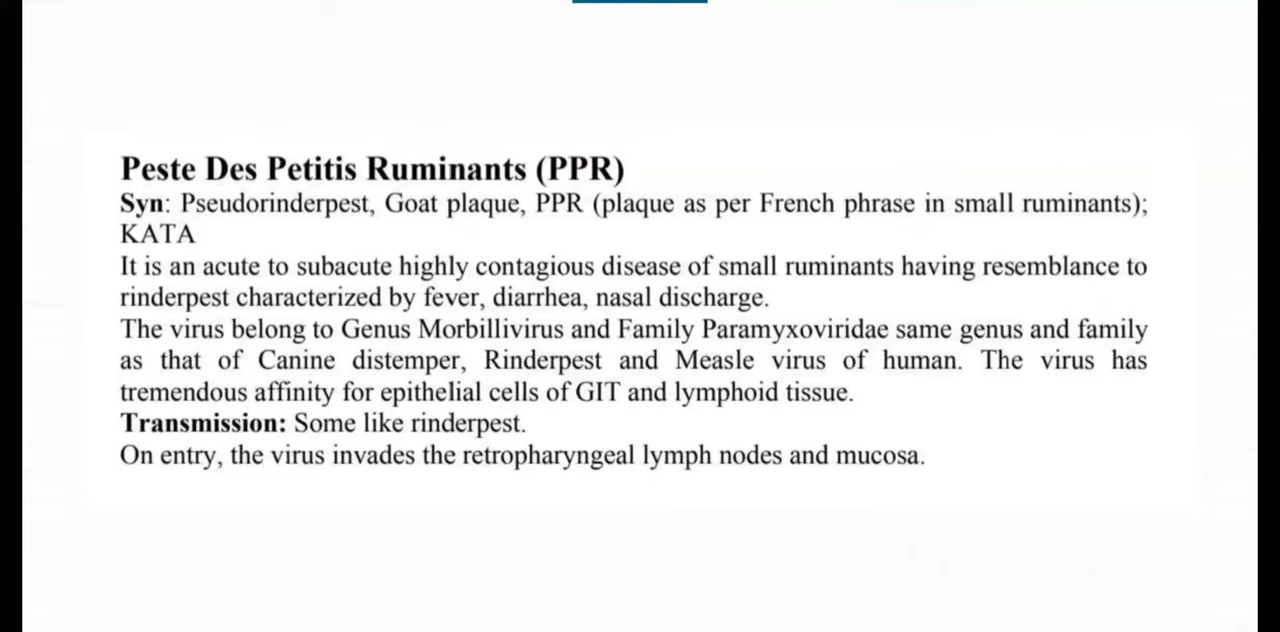 Peste Des Petitis Ruminants (PPR)
Syn: Pseudorinderpest, Goat plaque, PPR (plaque as per French phrase in small ruminants);
KATA
It is an acute to subacute highly contagious disease of small ruminants having resemblance to
rinderpest characterized by fever, diarrhea, nasal discharge.
The virus belong to Genus Morbillivirus and Family Paramyxoviridae same genus and family
as that of Canine distemper, Rinderpest and Measle virus of human. The virus has
tremendous affinity for epithelial cells of GIT and lymphoid tissue.
Transmission: Some like rinderpest.
On entry, the virus invades the retropharyngeal lymph nodes and mucosa.